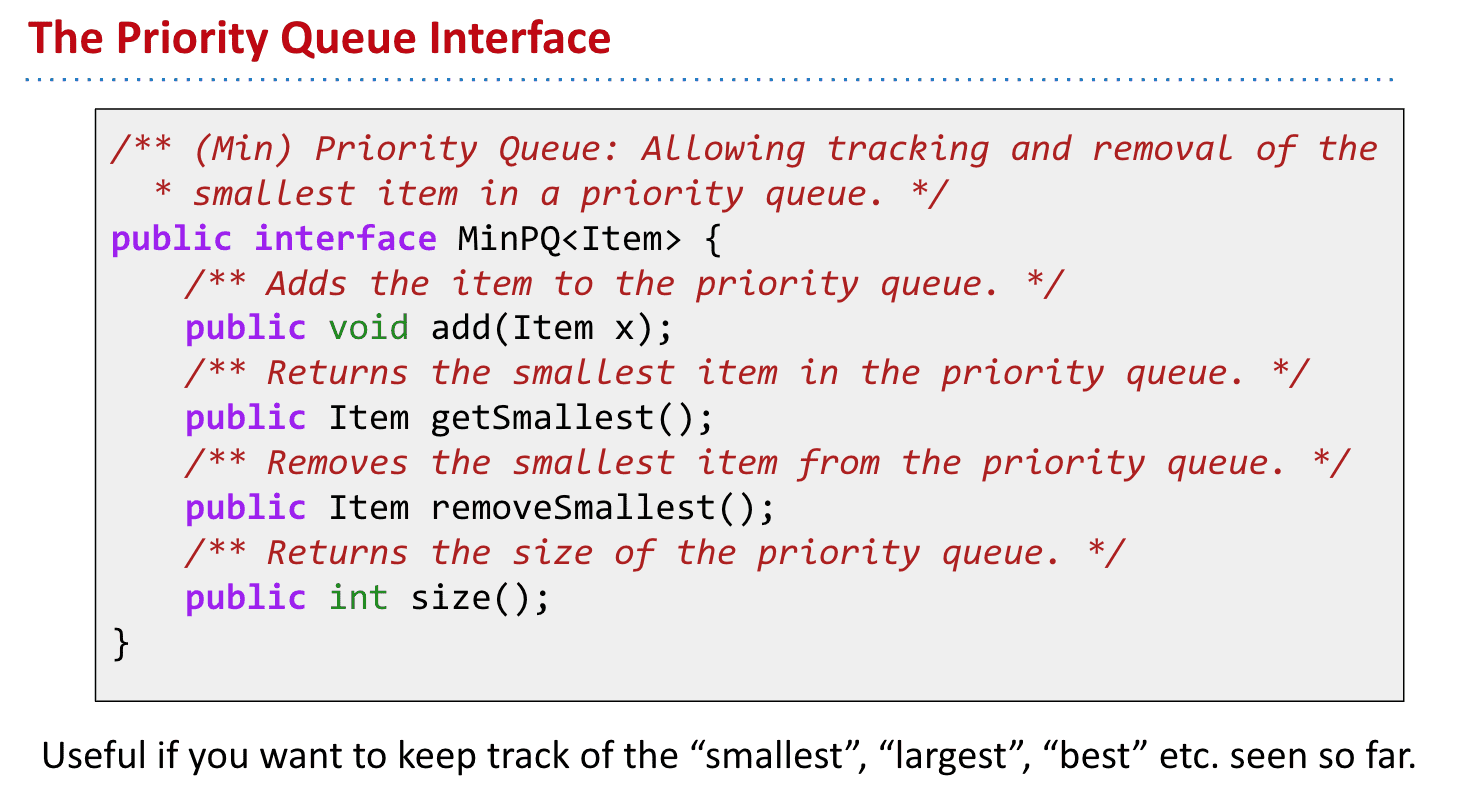 The Priority Queue Interface
/** (Min) Priority Queue: Allowing tracking and removal of the
* smallest item in a priority queue. */
public interface MinPQ<Item> {
/** Adds the item to the priority queue. */
public void add(Item x);
/** Returns the smallest item in the priority queue. */
public Item getSmallest();
/** Removes the smallest item from the priority queue. */
public Item removeSmallest();
/** Returns the size of the priority queue. */
public int size();
}
Useful if you want to keep track of the “smallest”, “largest”, “best” etc. seen so far.